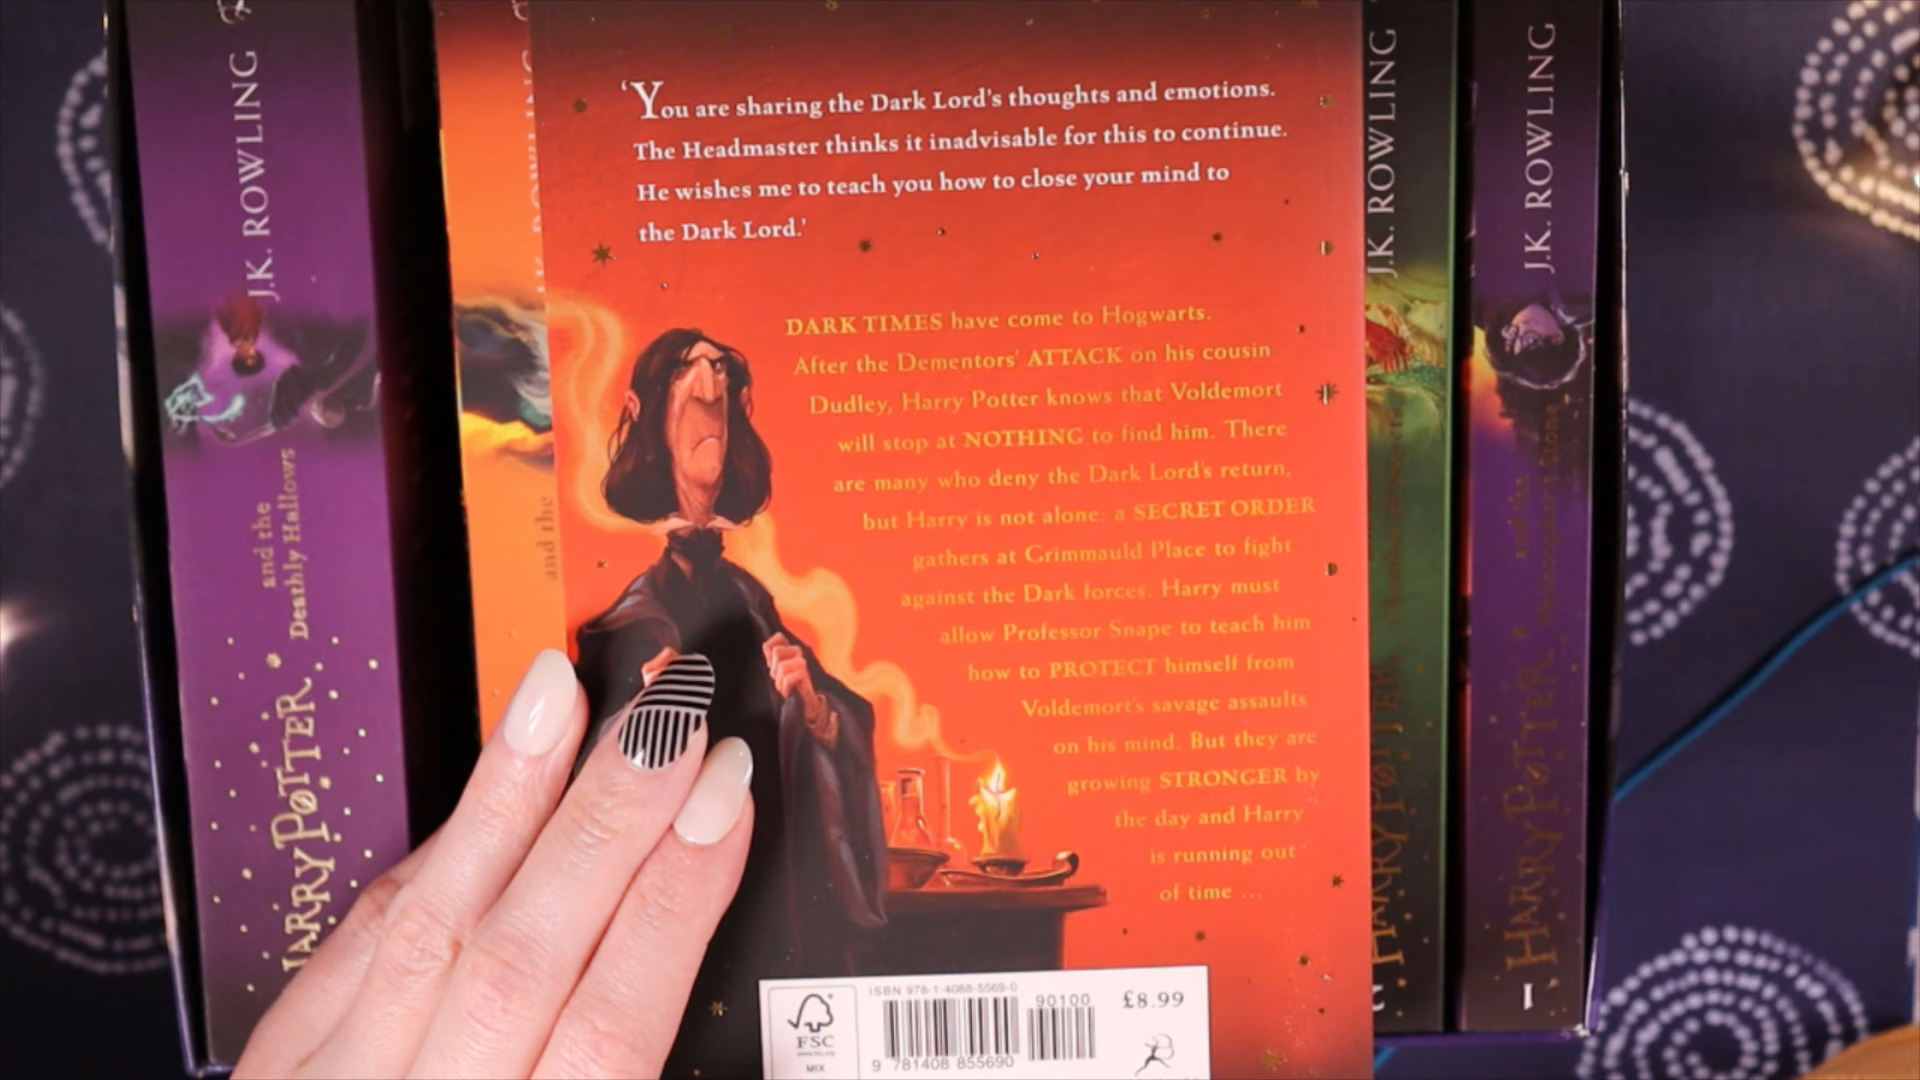 J.K. ROWLING
and the
Deathly Hallows
HARRY POTTER
and the
‘You are sharing the Dark Lord’s thoughts and emotions.
The Headmaster thinks it inadvisable for this to continue.
He wishes me to teach you how to close your mind to
the Dark Lord.’
DARK TIMES have come to Hogwarts.
After the Dementors’ ATTACK on his cousin
Dudley, Harry Potter knows that Voldemort
will stop at NOTHING to find him. There
are many who deny the Dark Lord’s return,
but Harry is not alone: a SECRET ORDER
gathers at Grimmauld Place to fight
against the Dark forces. Harry must
allow Professor Snape to teach him
how to PROTECT himself from
Voldemort’s savage assaults
on his mind. But they are
growing STRONGER by
the day and Harry
is running out
of time ...
ISBN 978-1-4088-5569-0
90100
£8.99
FSC
www.fsc.org
MIX
9 781408 855690
J.K. ROWLING
HARRY POTTER
2
J.K. ROWLING
and the
Philosopher's Stone
HARRY POTTER
1